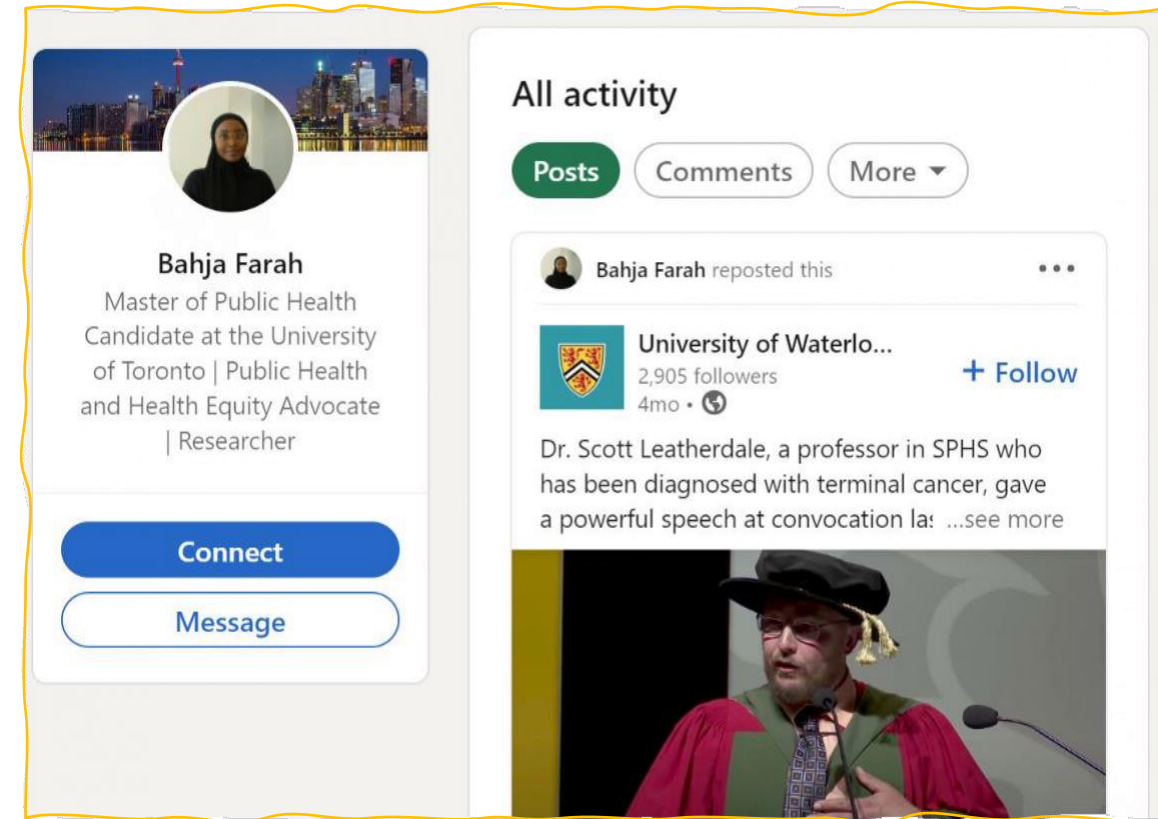 Bahja Farah
Master of Public Health
Candidate at the University
of Toronto | Public Health
and Health Equity Advocate
| Researcher
Connect
Message
All activity
Posts
Comments
More
Bahja Farah reposted this
University of Waterlo...
2,905 followers
4mo •
+ Follow
Dr. Scott Leatherdale, a professor in SPHS who
has been diagnosed with terminal cancer, gave
a powerful speech at convocation ...see more